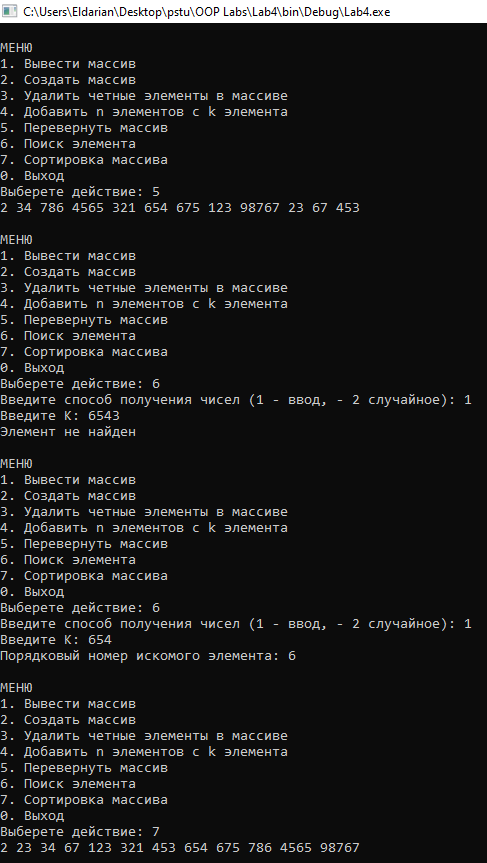 C:\Users\Eldarian\Desktop\pstu\OOP Labs\Lab4\bin\Debug\Lab4.exe
МЕНЮ
1. Вывести массив
2. Создать массив
3. Удалить четные элементы в массиве
4. Добавить n элементов с k элемента
5. Перевернуть массив
6. Поиск элемента
7. Сортировка массива
0. Выход
Выберете действие: 5
2 34 786 4565 321 654 675 123 98767 23 67 453
МЕНЮ
1. Вывести массив
2. Создать массив
3. Удалить четные элементы в массиве
4. Добавить n элементов с k элемента
5. Перевернуть массив
6. Поиск элемента
7. Сортировка массива
0. Выход
Выберете действие: 6
Введите способ получения чисел (1 - ввод, - 2 случайное): 1
Введите K: 6543
Элемент не найден
МЕНЮ
1. Вывести массив
2. Создать массив
3. Удалить четные элементы в массиве
4. Добавить n элементов с k элемента
5. Перевернуть массив
6. Поиск элемента
7. Сортировка массива
0. Выход
Выберете действие: 6
Введите способ получения чисел (1 - ввод, - 2 случайное): 1
Введите K: 654
Порядковый номер искомого элемента: 6
МЕНЮ
1. Вывести массив
2. Создать массив
3. Удалить четные элементы в массиве
4. Добавить n элементов с k элемента
5. Перевернуть массив
6. Поиск элемента
7. Сортировка массива
0. Выход
Выберете действие: 7
2 23 34 67 123 321 453 654 675 786 4565 98767